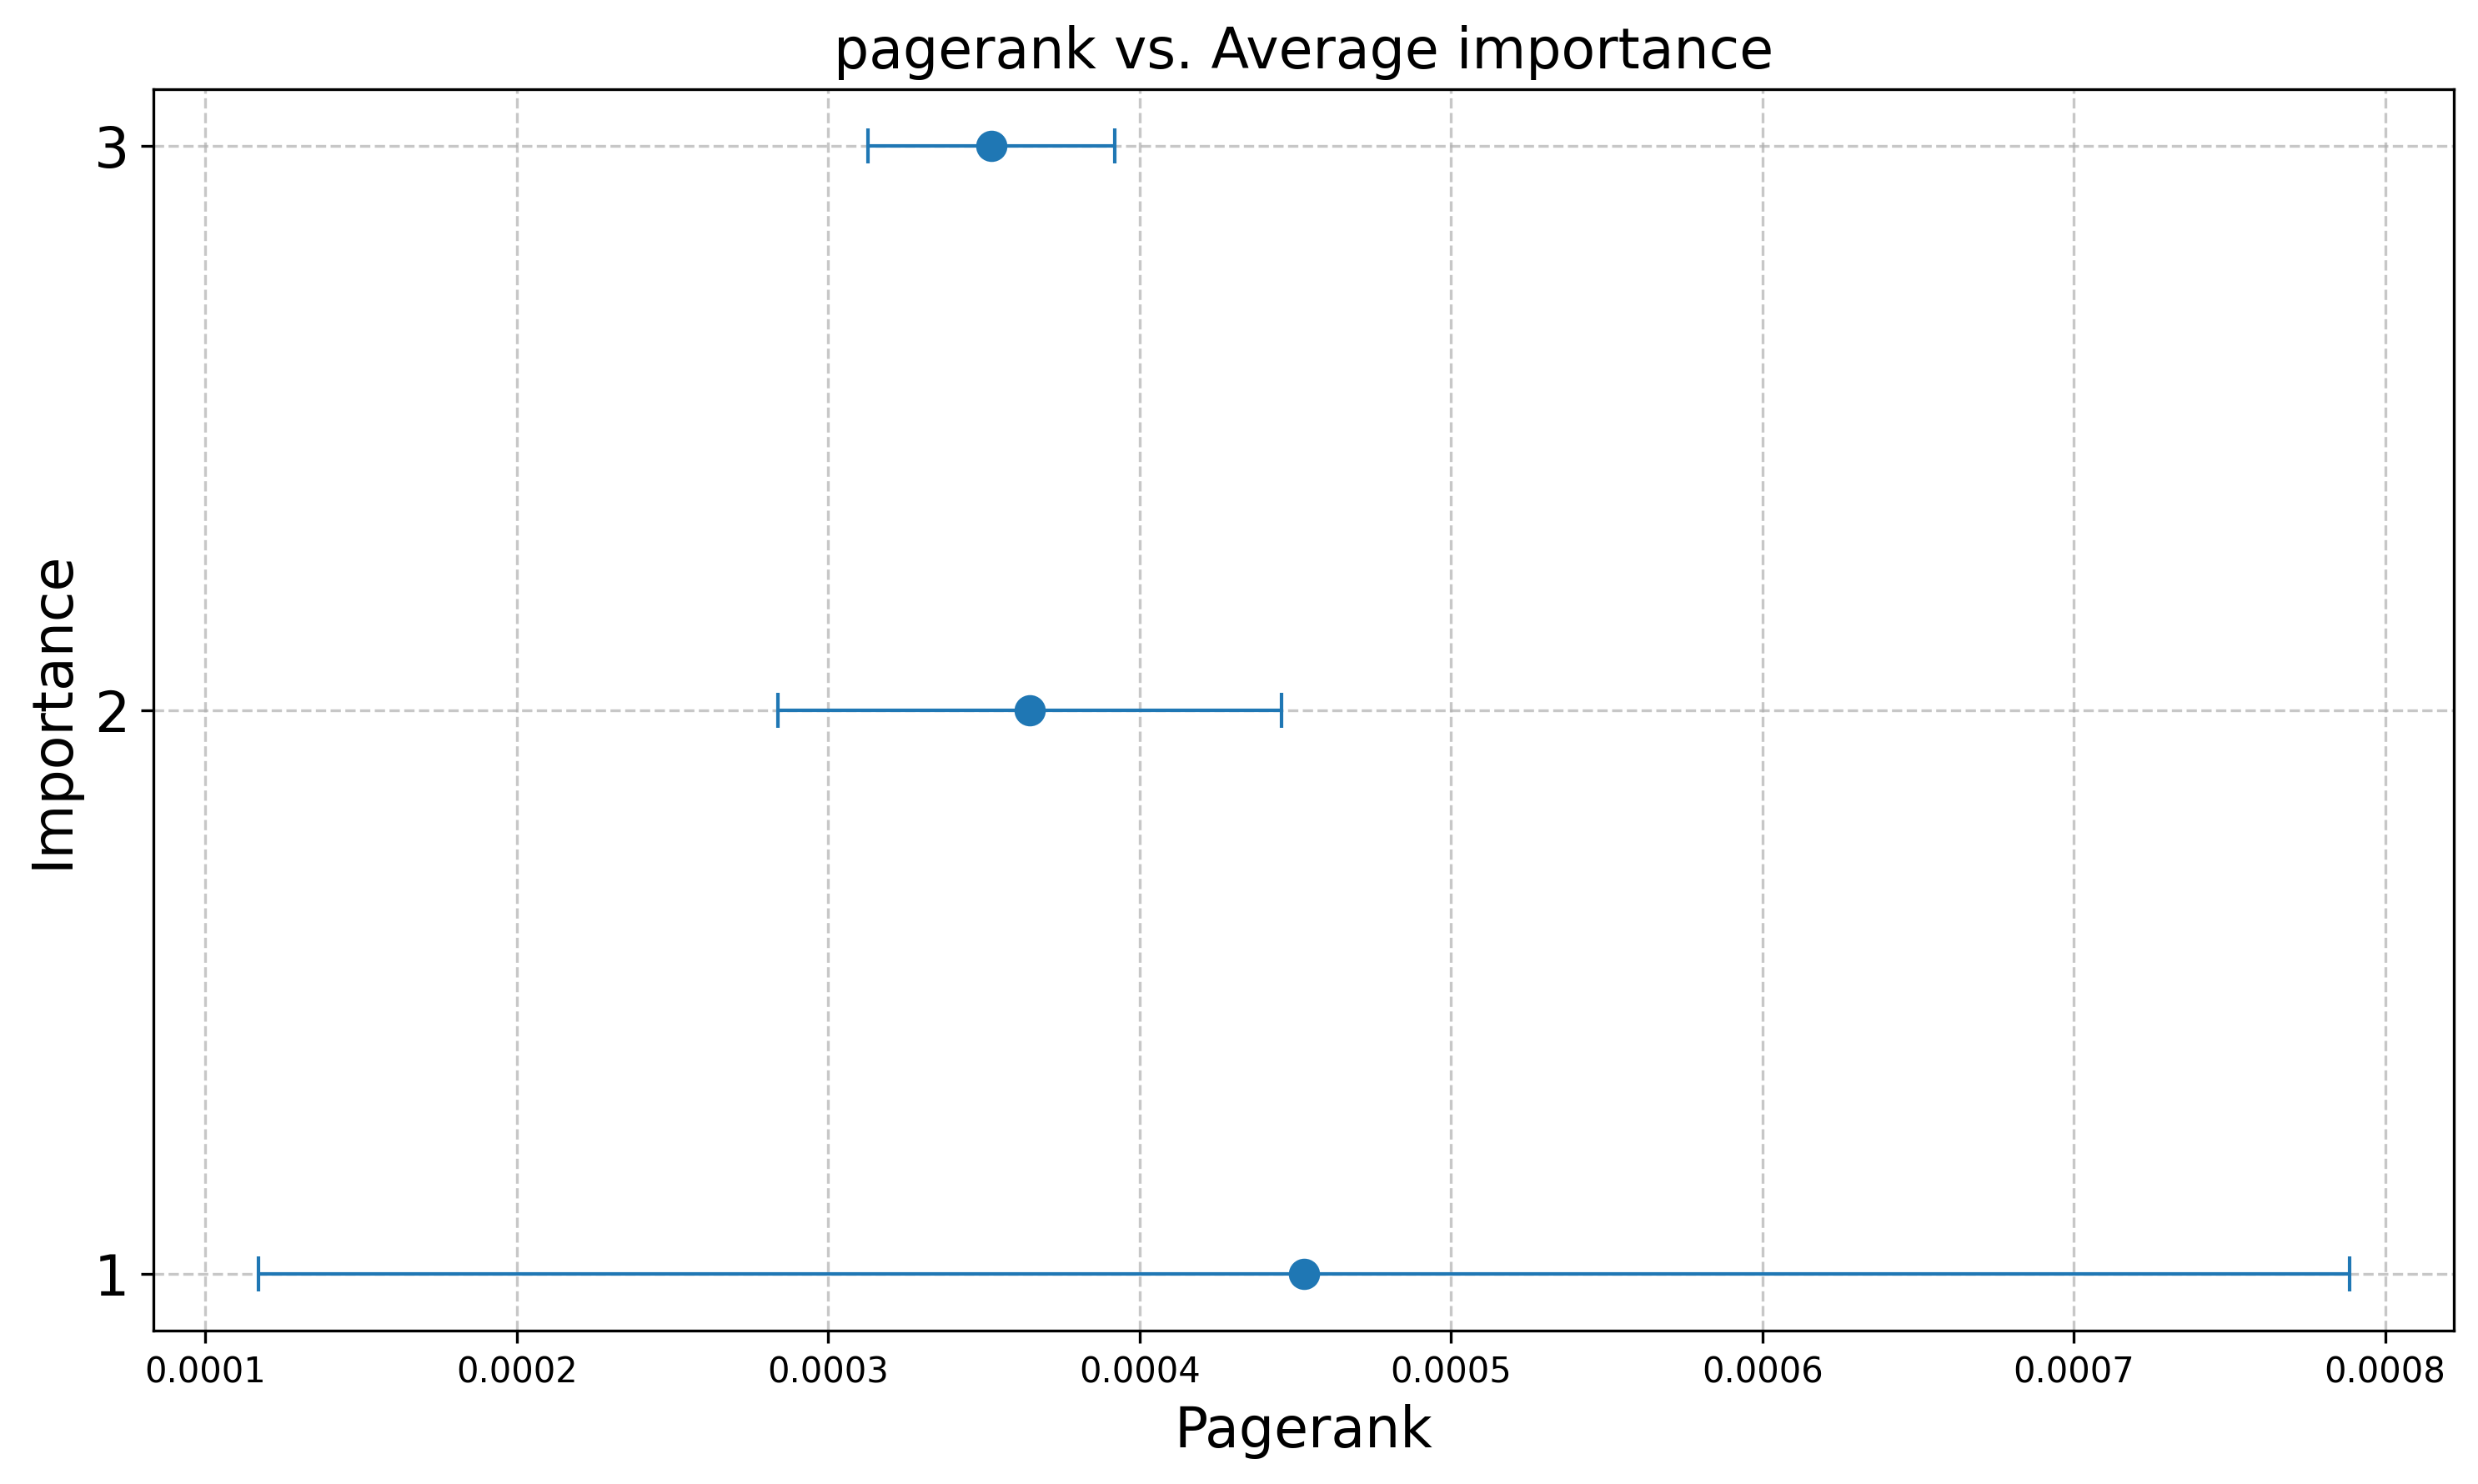 pagerank vs. Average importance
3
2
1
Importance
0.0001 0.0002 0.0003 0.0004 0.0005 0.0006 0.0007 0.0008
Pagerank